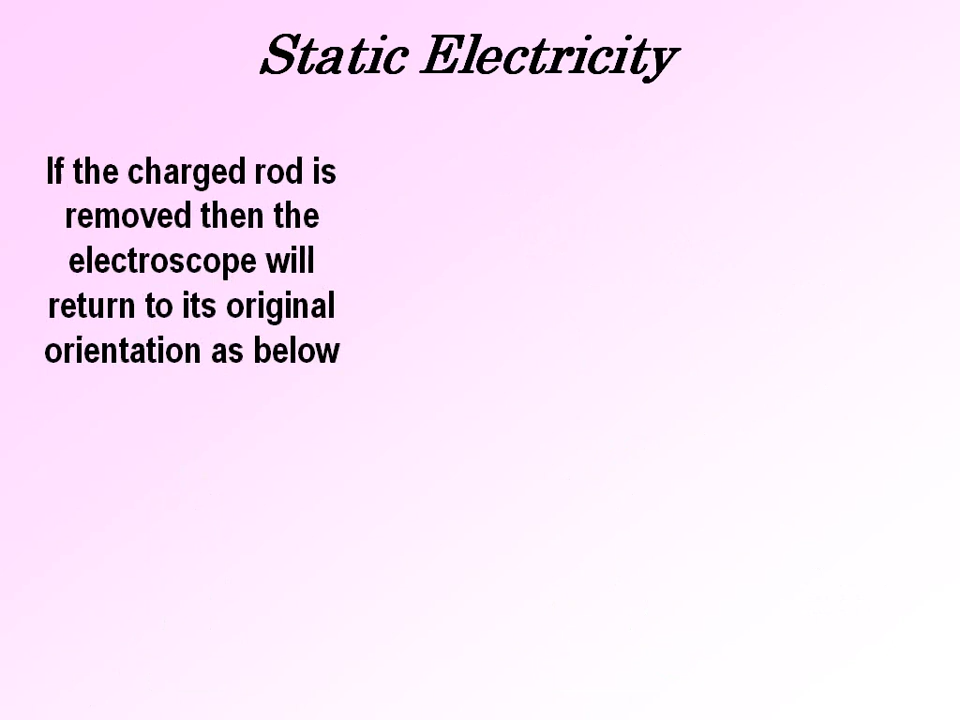 Static Electricity
If the charged rod is
removed then the
electroscope will
return to its original
orientation as below